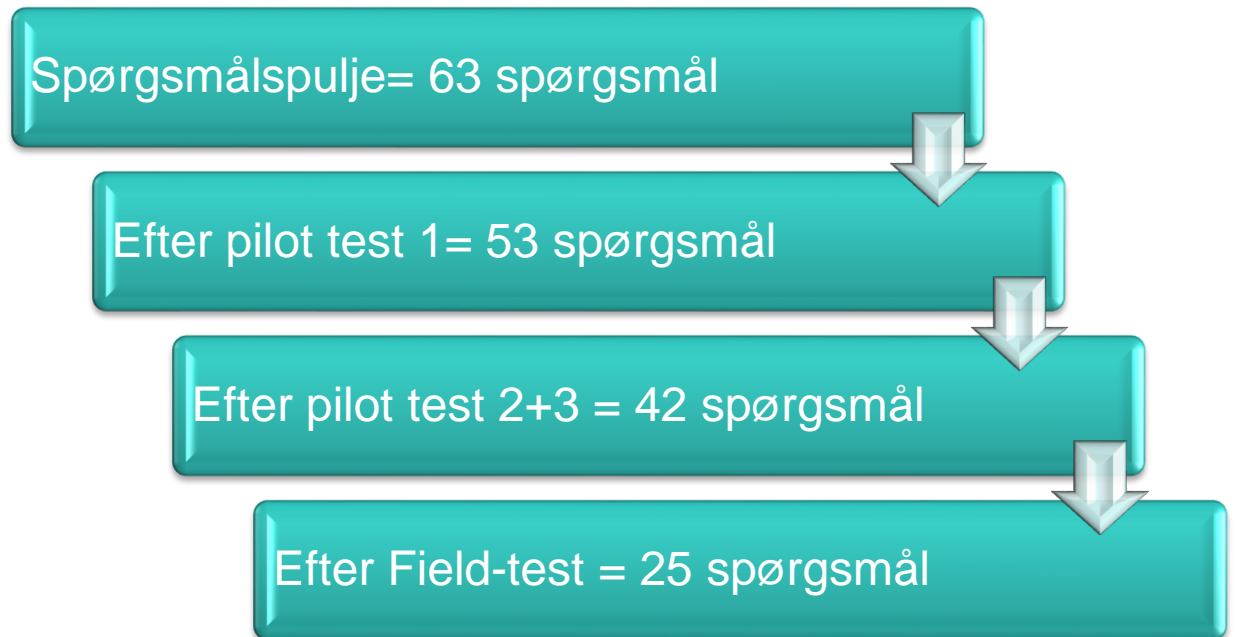 Spørgsmålspulje= 63 spørgsmål
Efter pilot test 1= 53 spørgsmål
Efter pilot test 2+3 = 42 spørgsmål
Efter Field-test = 25 spørgsmål